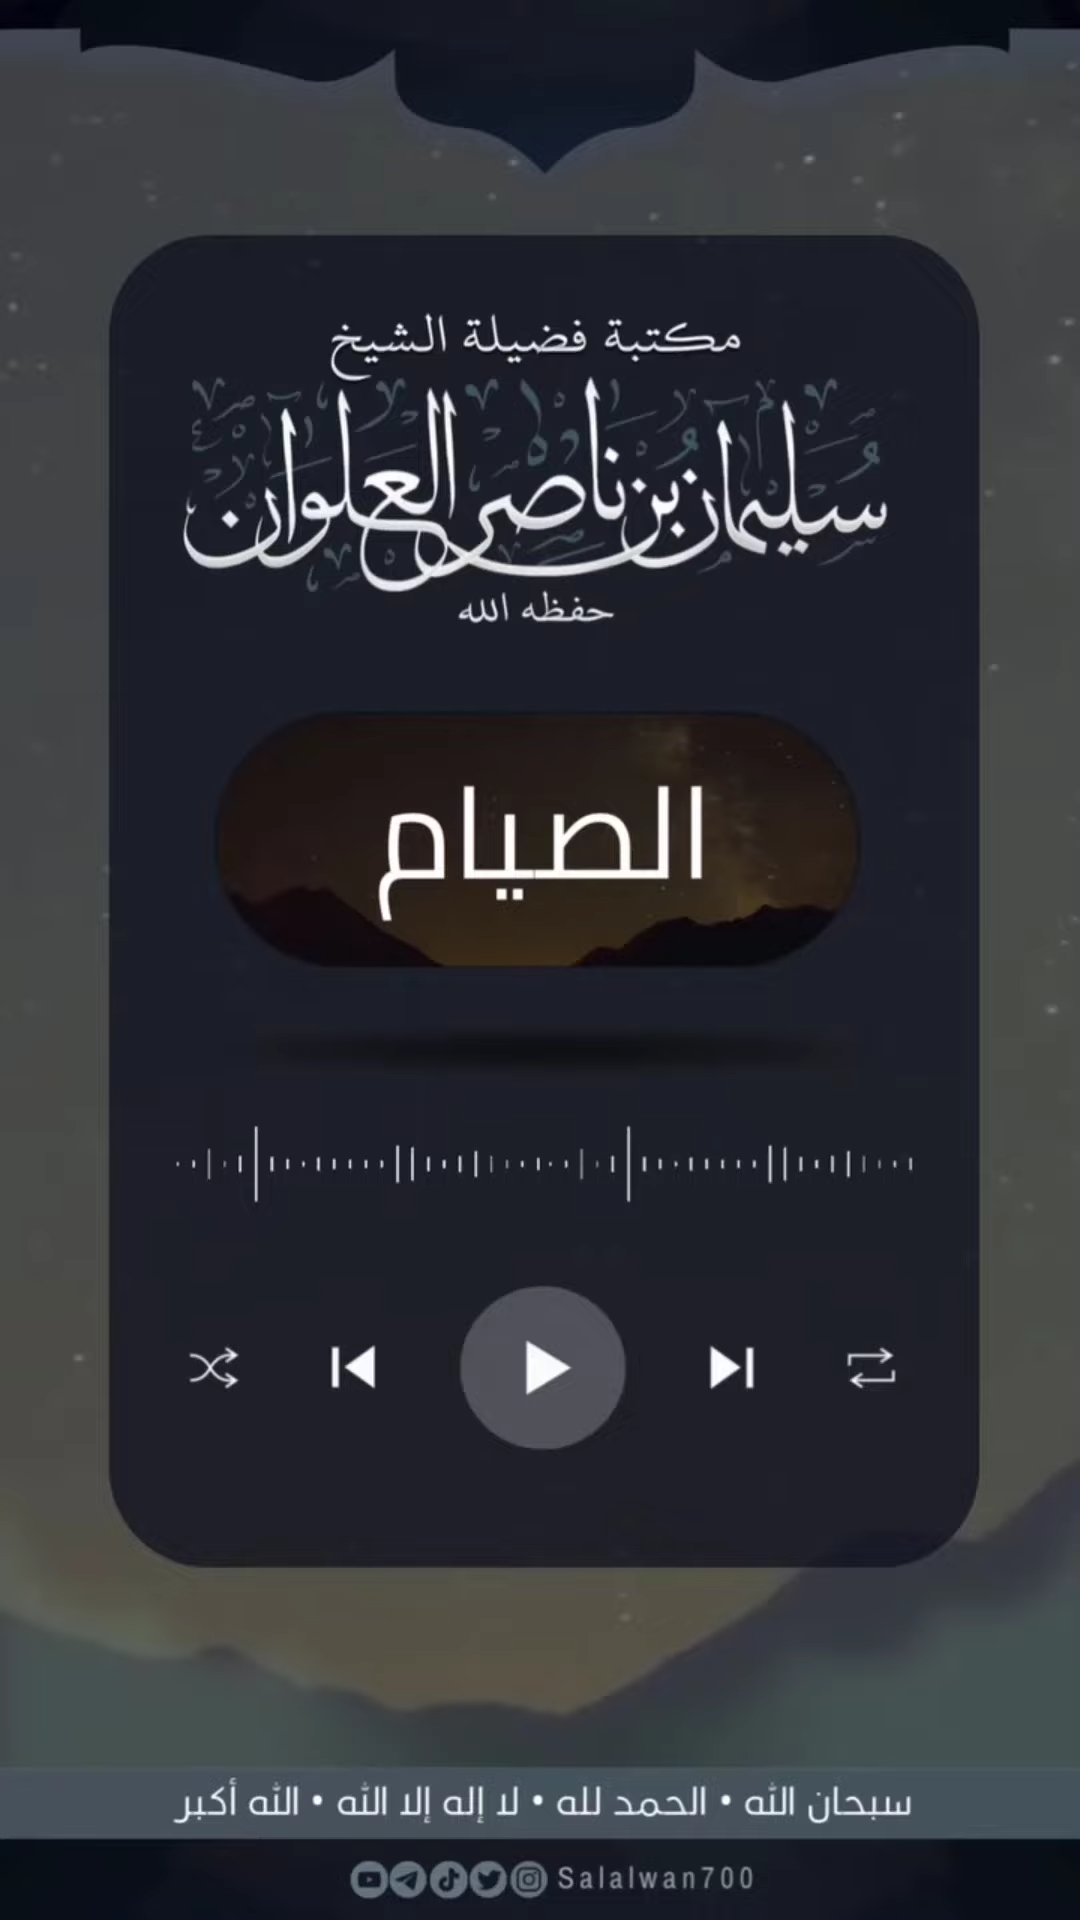 مكتبة فضيلة الشيخ
سليمان بن ناصر العلوان
حفظه الله
الصيام
سبحان الله • الحمد لله • لا إله إلا الله • الله أكبر
Salalwan700